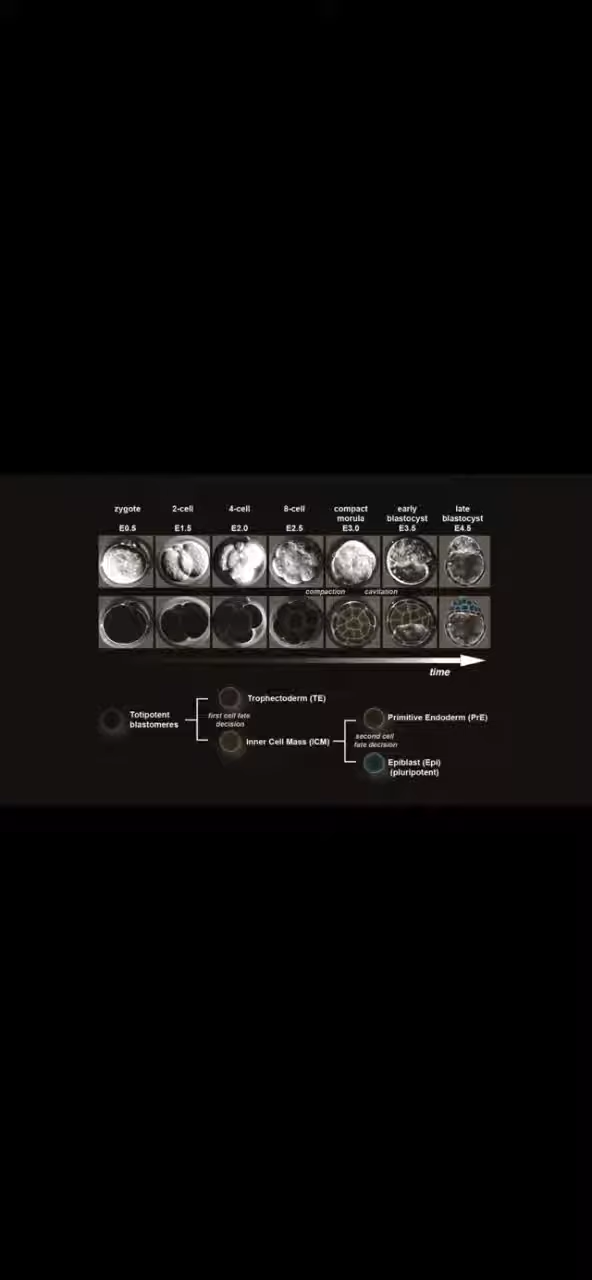 zygote
E0.5
2-cell
E1.5
4-cell
E2.0
8-cell
E2.5
compact
morula
E3.0
early
blastocyst
E3.5
late
blastocyst
E4.5
compaction
cavitation
time
Totipotent
blastomeres
first cell fate
decision
Trophectoderm (TE)
Inner Cell Mass (ICM)
second cell
fate decision
Primitive Endoderm (PrE)
Epiblast (Epi)
(pluripotent)